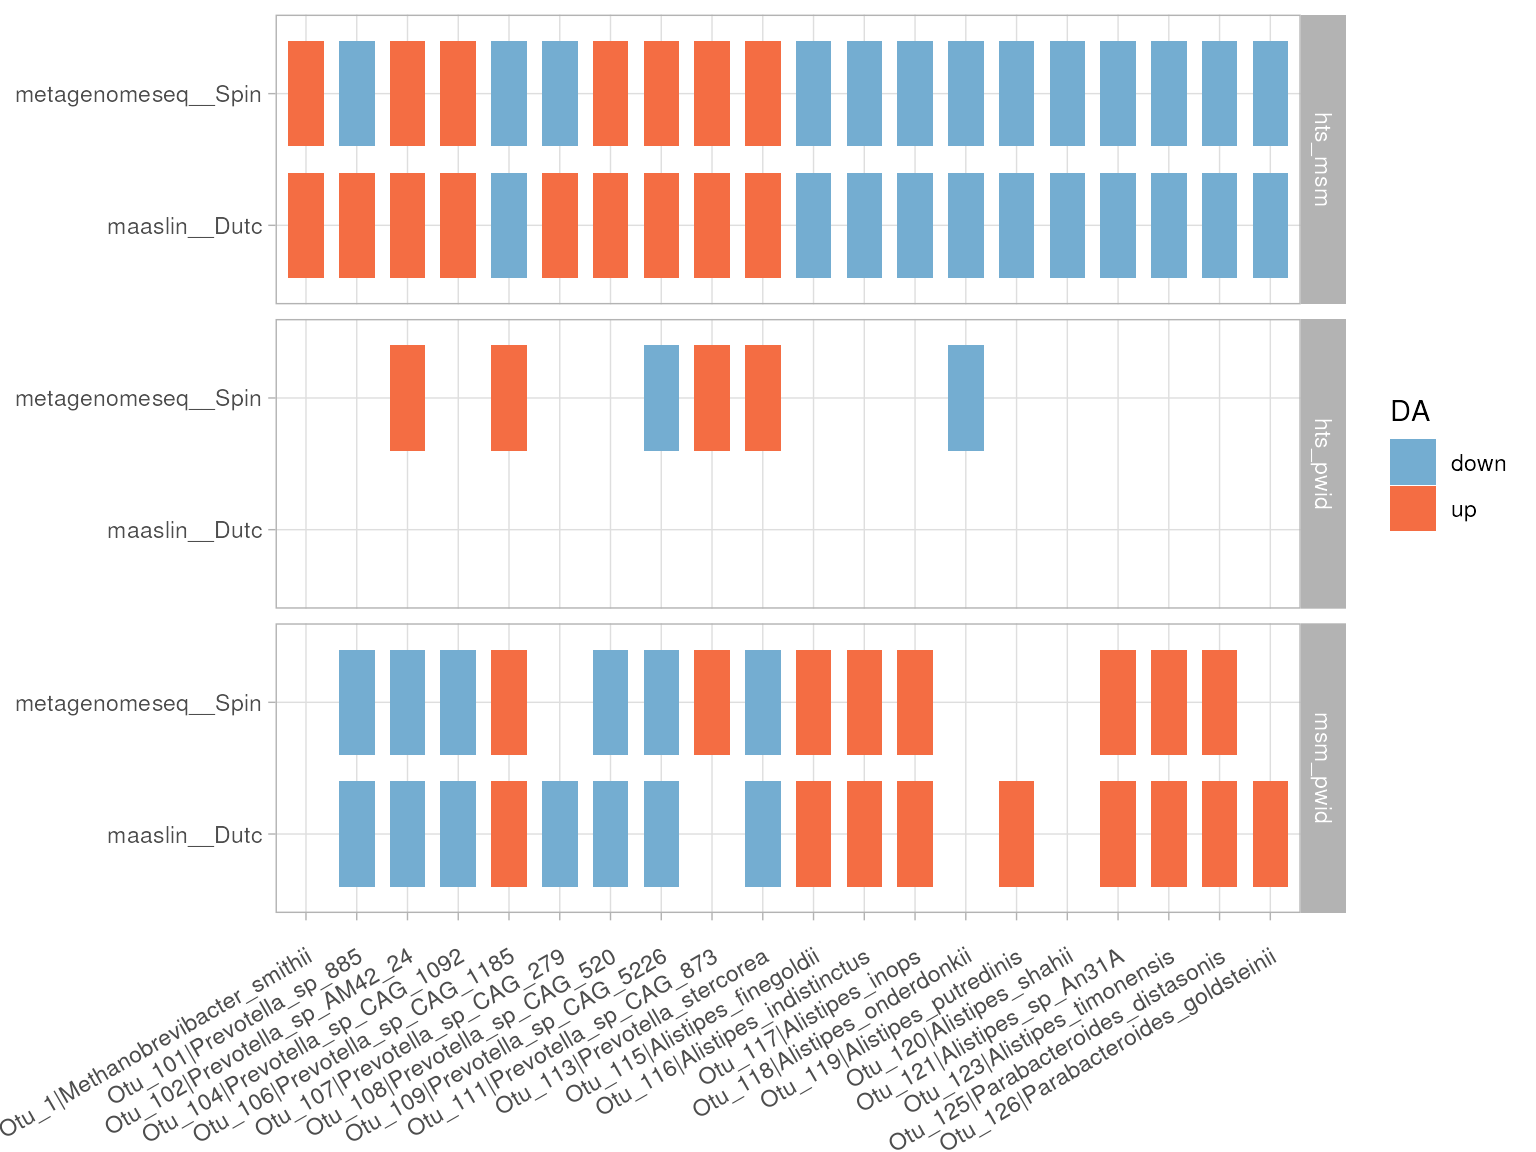 metagenomeseq__Spin
maaslin__Dutc
hts_msm
metagenomeseq__Spin
maaslin__Dutc
hts_pwid
metagenomeseq__Spin
maaslin__Dutc
msm_pwid
DA
down
up
Otu_1|Methanobrevibacter_smithii
Otu_101|Prevotella_sp_885
Otu_102|Prevotella_sp_AM42_24
Otu_104|Prevotella_sp_CAG_1092
Otu_106|Prevotella_sp_CAG_1185
Otu_107|Prevotella_sp_CAG_279
Otu_108|Prevotella_sp_CAG_520
Otu_109|Prevotella_sp_CAG_5226
Otu_111|Prevotella_sp_CAG_873
Otu_113|Prevotella_stercorea
Otu_115|Alistipes_finegoldii
Otu_116|Alistipes_indistinctus
Otu_117|Alistipes_inops
Otu_118|Alistipes_onderdonkii
Otu_119|Alistipes_putredinis
Otu_120|Alistipes_shahii
Otu_121|Alistipes_sp_An31A
Otu_123|Alistipes_timonensis
Otu_125|Parabacteroides_distasonis
Otu_126|Parabacteroides_goldsteinii